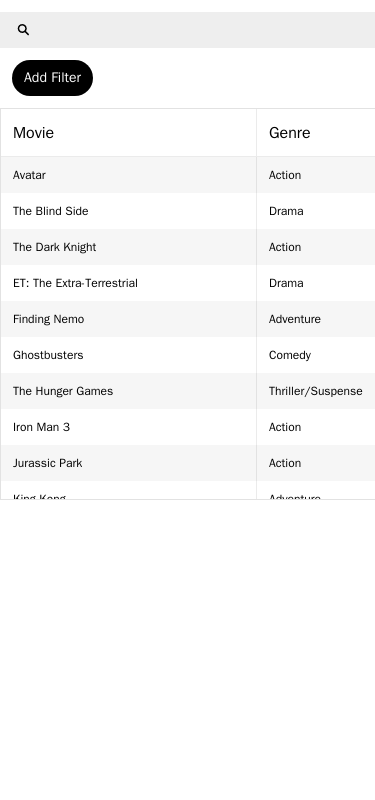 Add Filter
Movie Genre
Avatar Action
The Blind Side Drama
The Dark Knight Action
ET: The Extra-Terrestrial Drama
Finding Nemo Adventure
Ghostbusters Comedy
The Hunger Games Thriller/Suspense
Iron Man 3 Action
Jurassic Park Action
King Kong Adventure